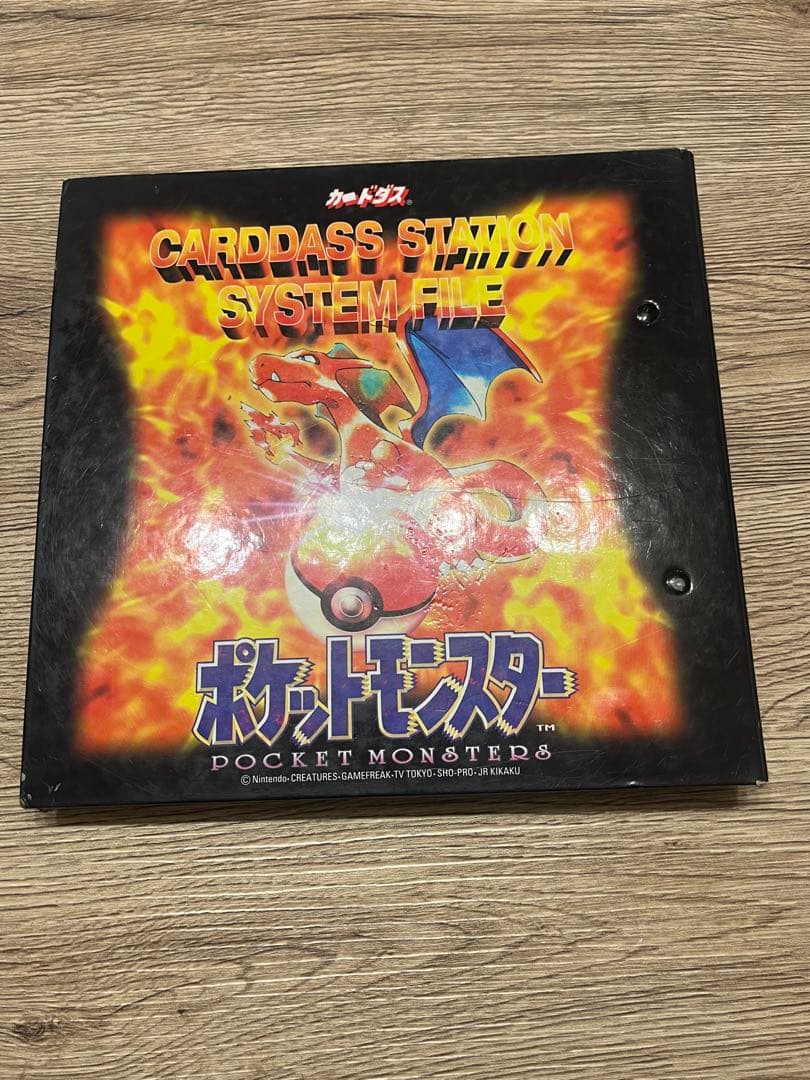 カードダス®
CARDDASS STATION
SYSTEM FILE
ポケットモンスター™
POCKET MONSTERS
© Nintendo・CREATURES・GAMEFREAK・TV TOKYO・SHO-PRO・JR KIKAKU